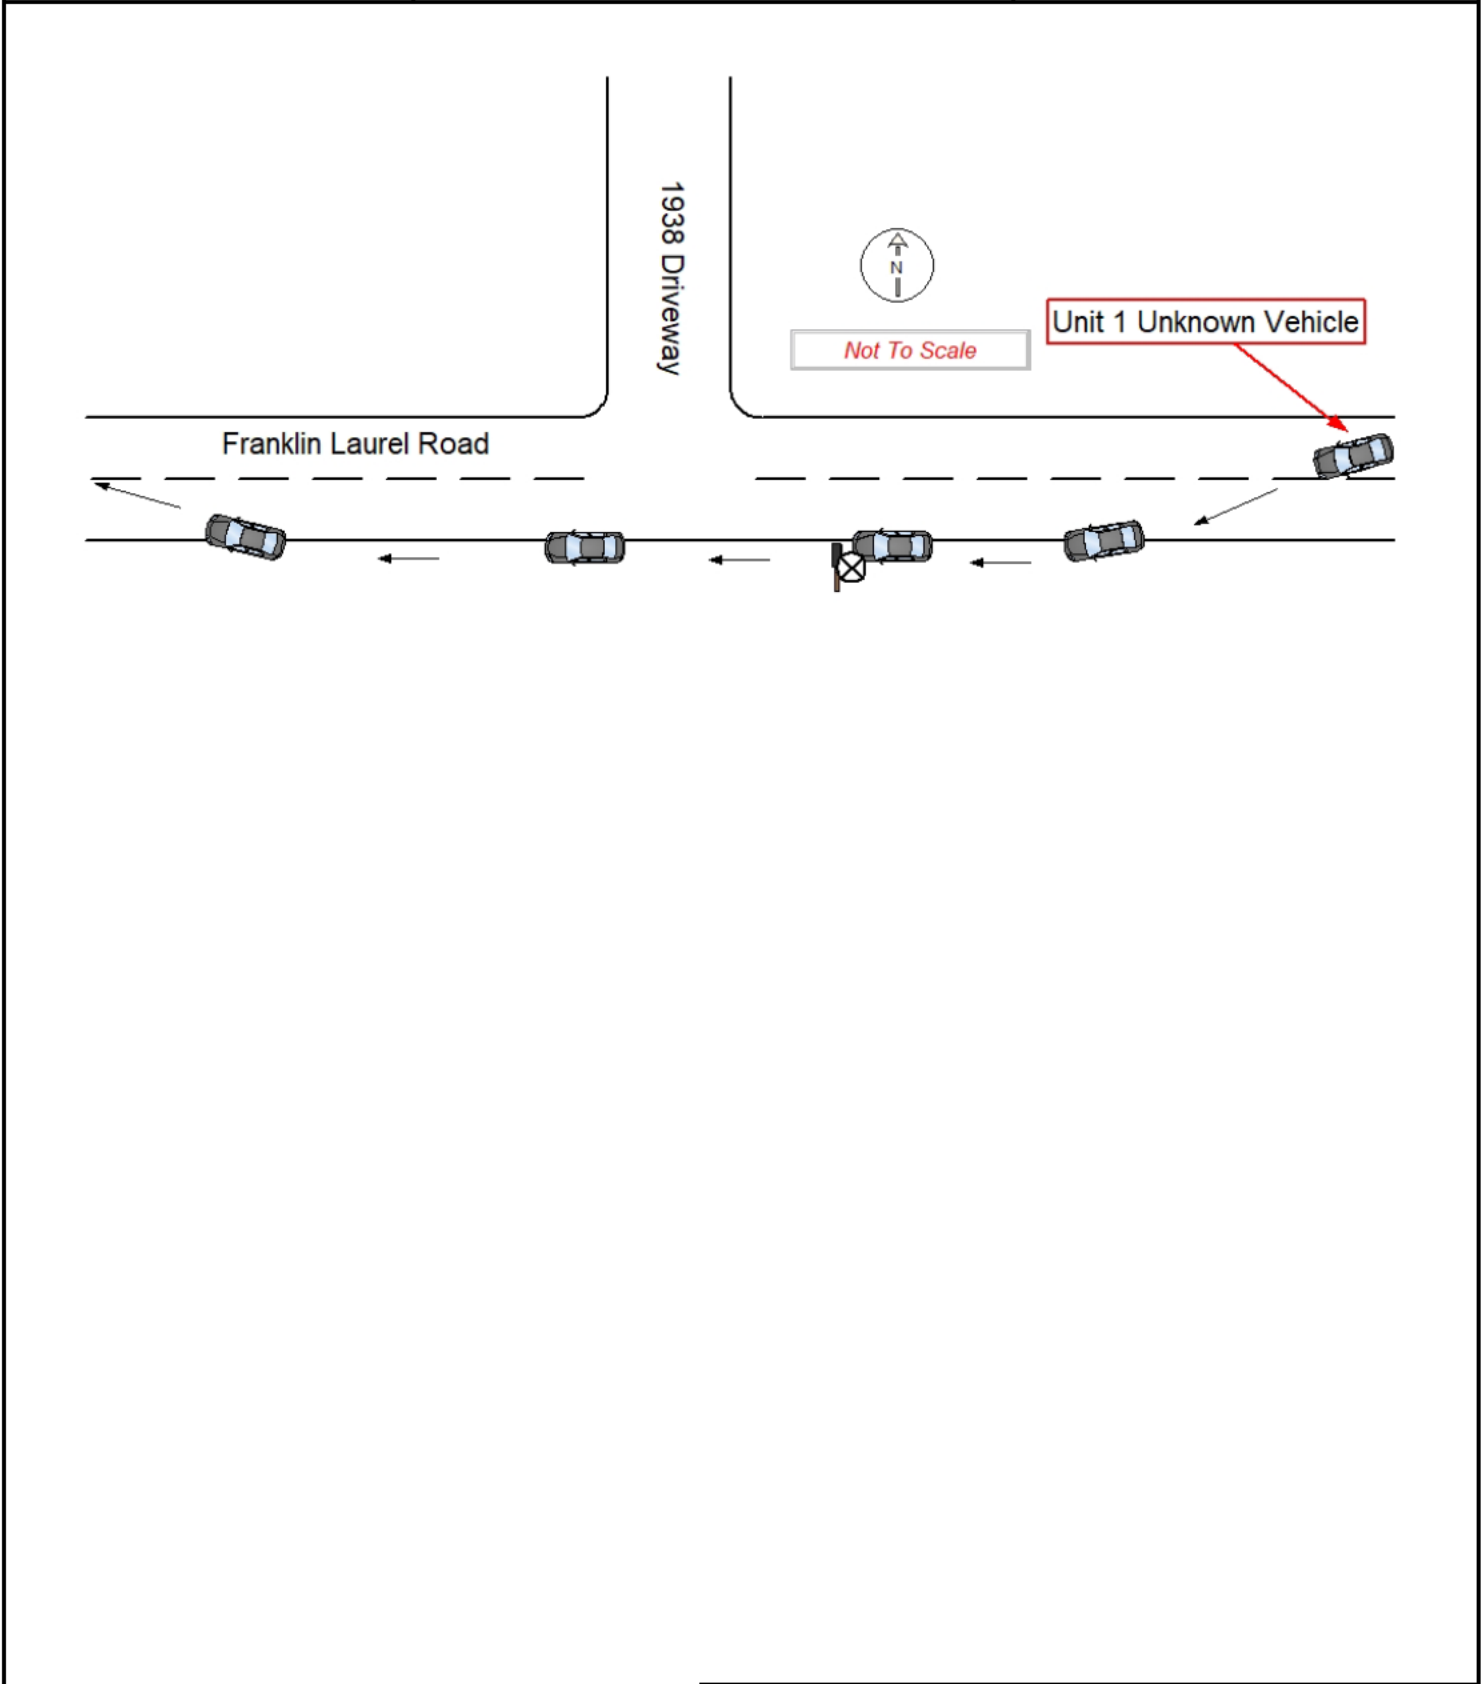 1938 Driveway
N
Unit 1 Unknown Vehicle
Not To Scale
Franklin Laurel Road